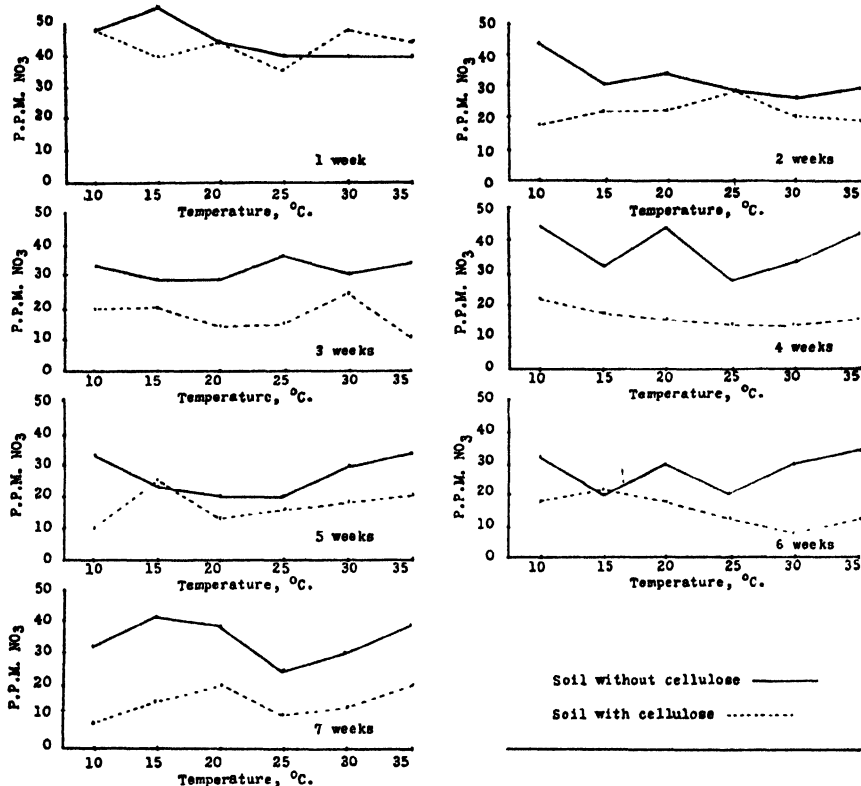 50
40
30
20
10
0
P.P.M. NO3
1 week
10 15 20 25 30 35
Temperature, °C.
50
40
30
20
10
0
P.P.M. NO3
2 weeks
10 15 20 25 30 35
Temperature, °C.
50
40
30
20
10
0
P.P.M. NO3
3 weeks
10 15 20 25 30 35
Temperature, °C.
50
40
30
20
10
0
P.P.M. NO3
4 weeks
10 15 20 25 30 35
Temperature, °C.
50
40
30
20
10
0
P.P.M. NO3
5 weeks
10 15 20 25 30 35
Temperature, °C.
50
40
30
20
10
0
P.P.M. NO3
6 weeks
10 15 20 25 30 35
Temperature, °C.
50
40
30
20
10
0
P.P.M. NO3
7 weeks
10 15 20 25 30 35
Temperature, °C.
Soil without cellulose
Soil with cellulose